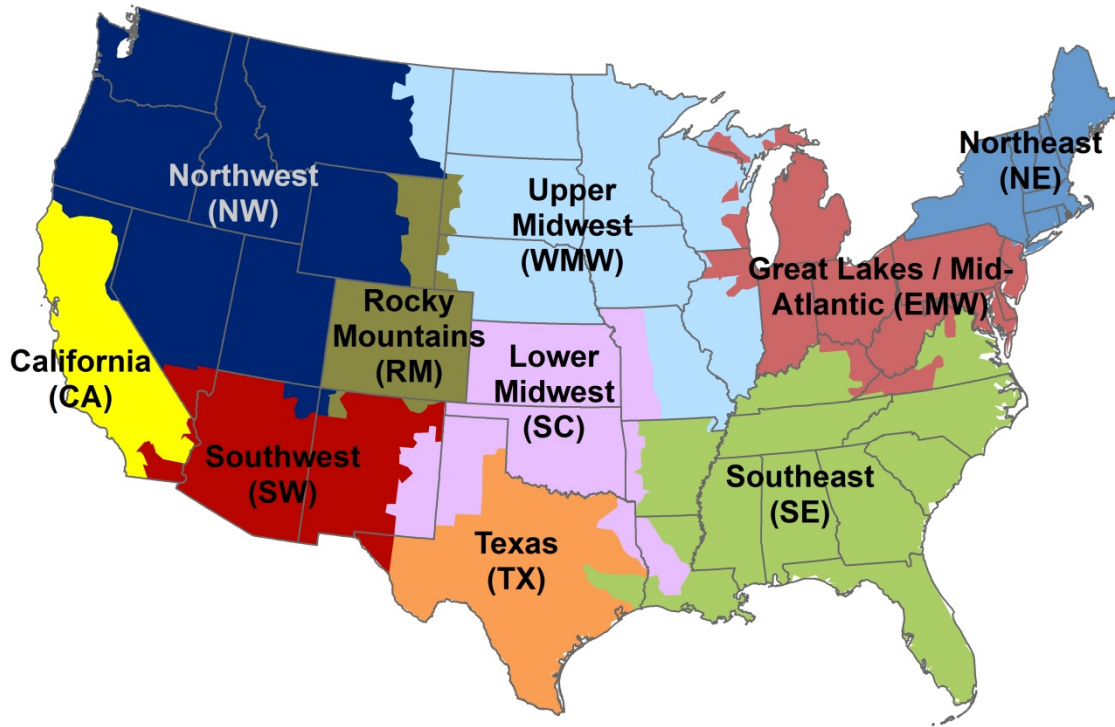 Northwest
(NW)
Upper
Midwest
(WMW)
Northeast
(NE)
Great Lakes / Mid-
Atlantic (EMW)
Rocky
Mountains
(RM)
California
(CA)
Lower
Midwest
(SC)
Southwest
(SW)
Southeast
(SE)
Texas
(TX)